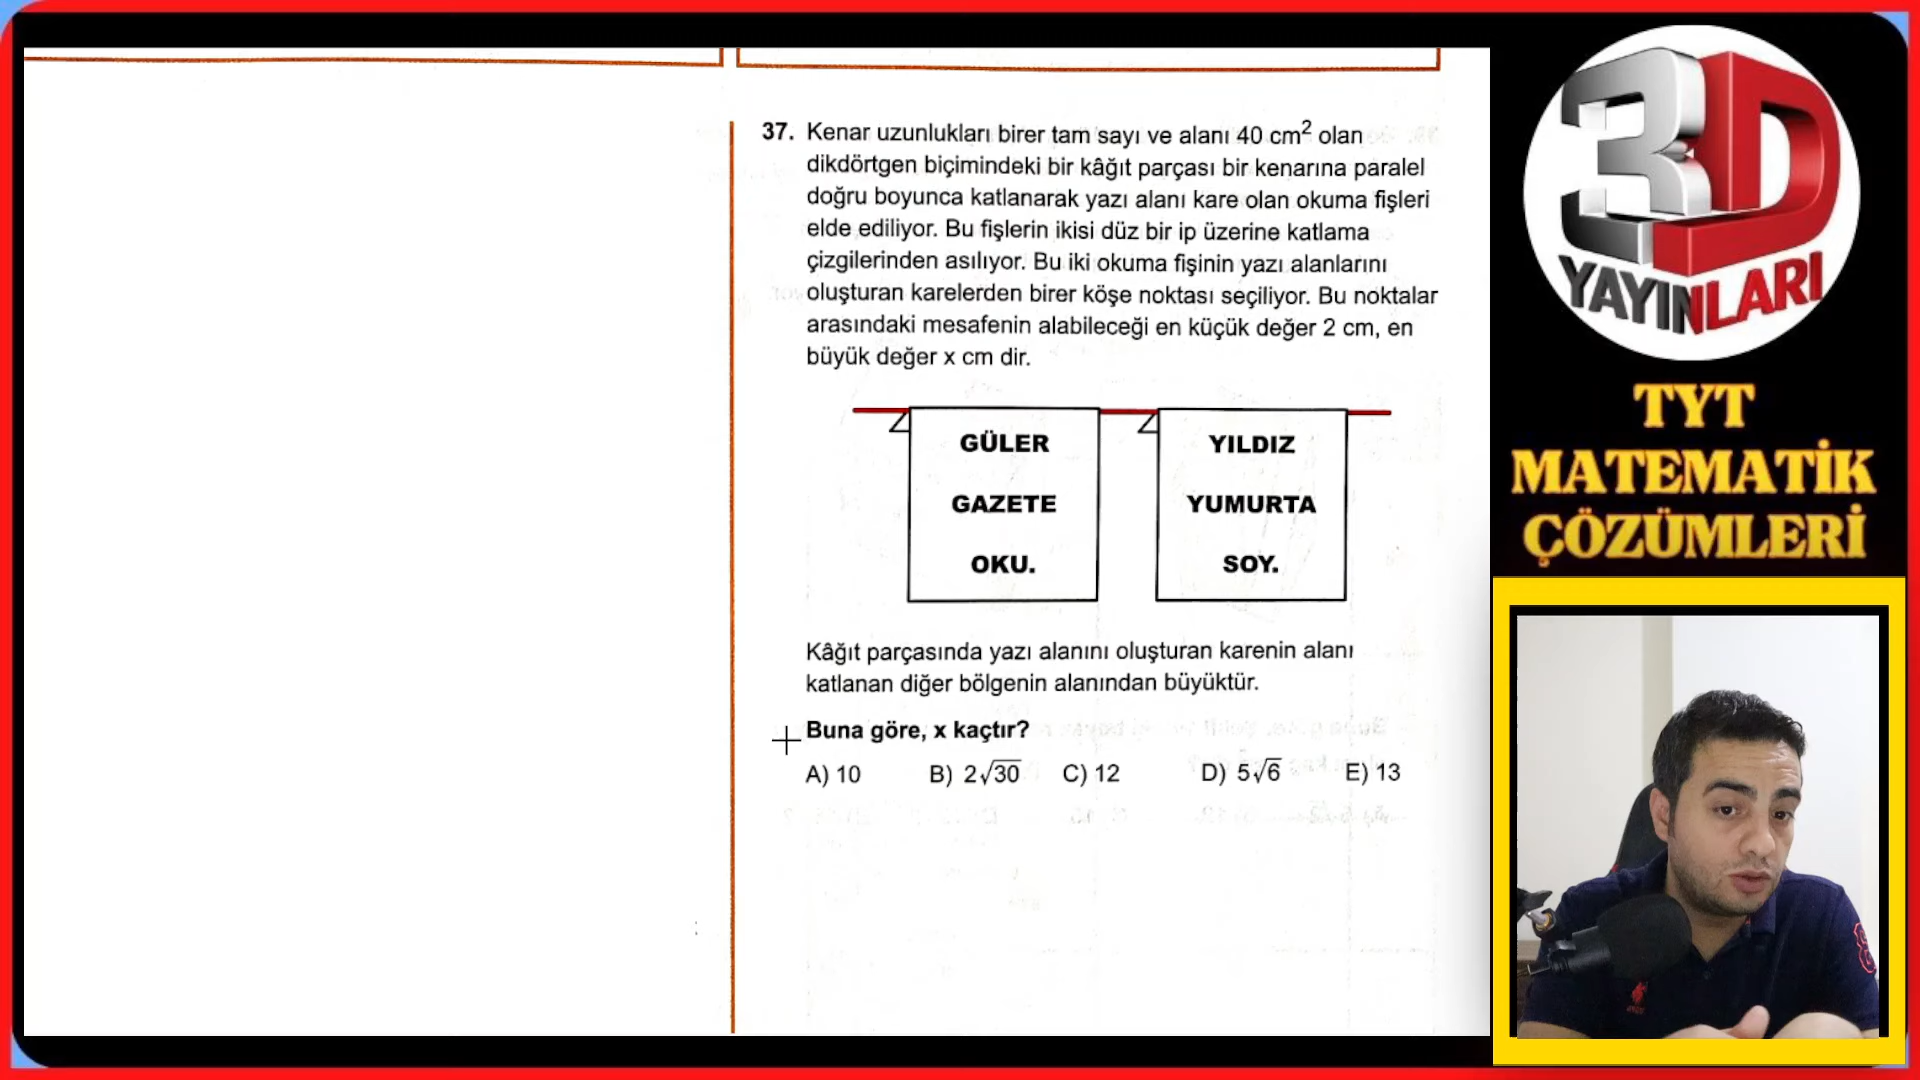 37. Kenar uzunlukları birer tam sayı ve alanı 40 cm² olan
dikdörtgen biçimindeki bir kâğıt parçası bir kenarına paralel
doğru boyunca katlanarak yazı alanı kare olan okuma fişleri
elde ediliyor. Bu fişlerin ikisi düz bir ip üzerine katlama
çizgilerinden asılıyor. Bu iki okuma fişinin yazı alanlarını
oluşturan karelerden birer köşe noktası seçiliyor. Bu noktalar
arasındaki mesafenin alabileceği en küçük değer 2 cm, en
büyük değer x cm dir.
GÜLER
GAZETE
OKU.
YILDIZ
YUMURTA
SOY.
Kâğıt parçasında yazı alanını oluşturan karenin alanı
katlanan diğer bölgenin alanından büyüktür.
Buna göre, x kaçtır?
A) 10 B) 2√30 C) 12 D) 5√6 E) 13
3D
YAYINLARI
TYT
MATEMATİK
ÇÖZÜMLERİ